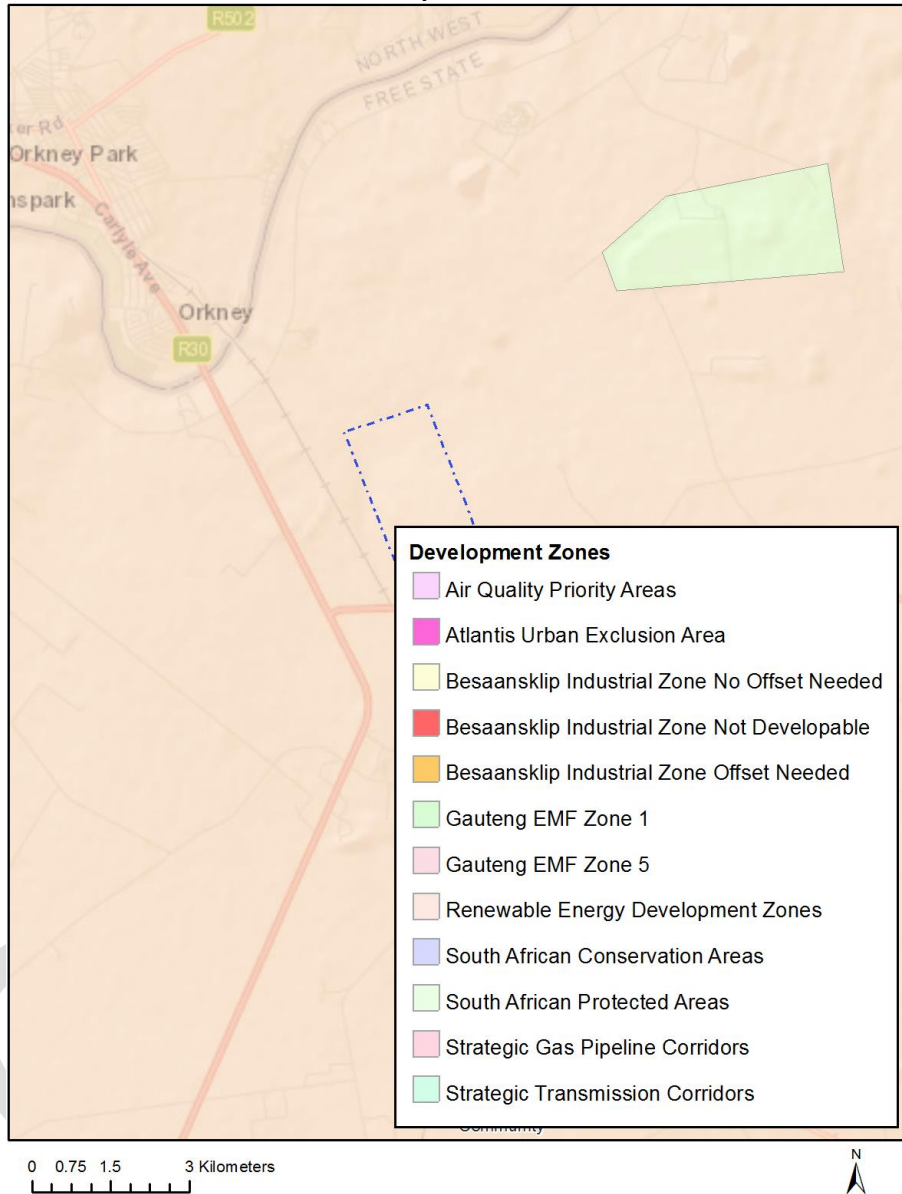 R502
NORTH WEST
FREE STATE
er Rd
Orkney Park
nspark
Carlyle Ave
Orkney
R30
Development Zones
Air Quality Priority Areas
Atlantis Urban Exclusion Area
Besaansklip Industrial Zone No Offset Needed
Besaansklip Industrial Zone Not Developable
Besaansklip Industrial Zone Offset Needed
Gauteng EMF Zone 1
Gauteng EMF Zone 5
Renewable Energy Development Zones
South African Conservation Areas
South African Protected Areas
Strategic Gas Pipeline Corridors
Strategic Transmission Corridors
0 0.75 1.5 3 Kilometers
N